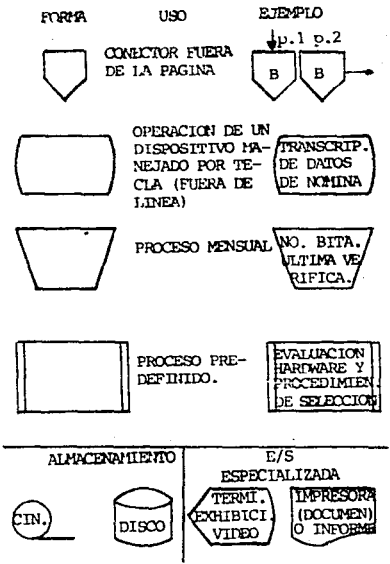 FORMA USO EJEMPLO
CONECTOR FUERA
DE LA PAGINA
p.1 p.2
B B
OPERACION DE UN
DISPOSITIVO MA-
NEJADO POR TE-
CLA (FUERA DE
LINEA)
TRANSCRIP.
DE DATOS
DE NOMINA
PROCESO MENSUAL
NO. BITA.
ULTIMA VE
RIFICA.
PROCESO PRE-
DEFINIDO.
EVALUACION
HARDWARE Y
PROCEDIMIEN.
DE SELECCION
ALMACENAMIENTO
E/S
ESPECIALIZADA
CIN.
DISCO
TERMI.
EXHIBICI.
VIDEO
IMPRESORA
(DOCUMEN)
O INFORME